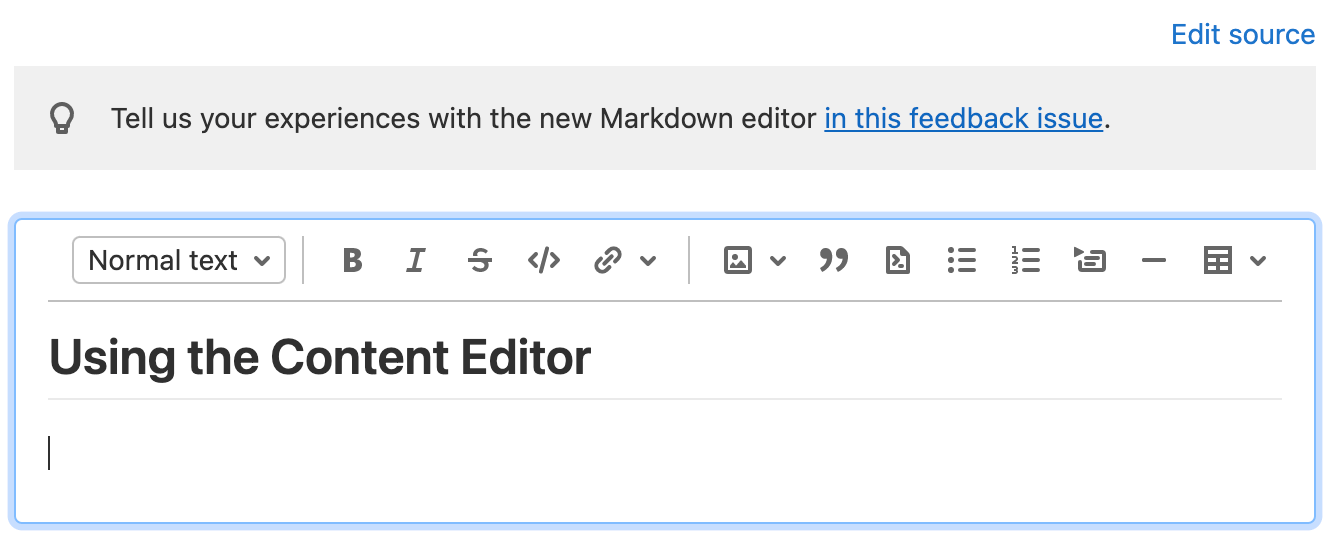 Edit source
Tell us your experiences with the new Markdown editor in this feedback issue.
Normal text
Using the Content Editor